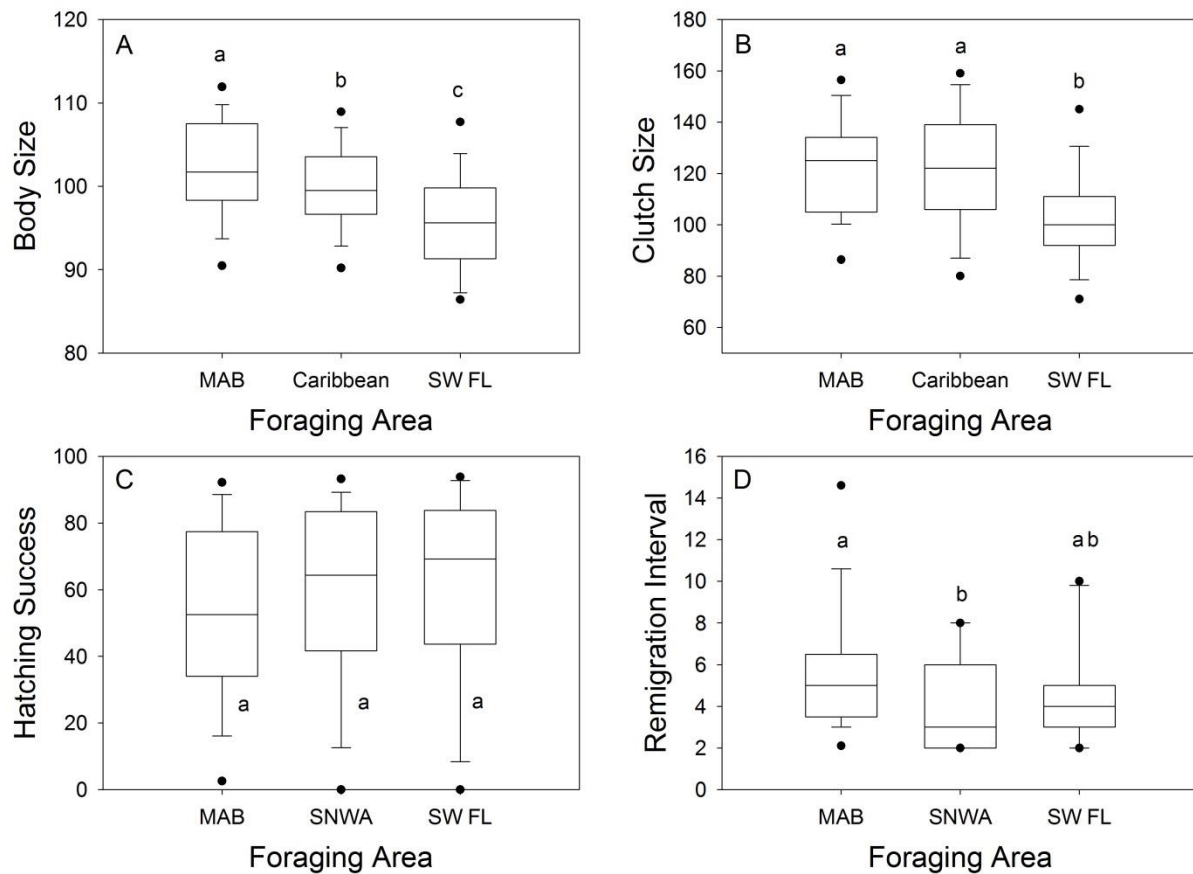 A
Body Size
120
110
100
90
80
a
b
c
MAB Caribbean SW FL
Foraging Area
B
Clutch Size
180
160
140
120
100
80
60
a
a
b
MAB Caribbean SW FL
Foraging Area
C
Hatching Success
100
80
60
40
20
0
a
a
a
MAB SNWA SW FL
Foraging Area
D
Remigration Interval
16
14
12
10
8
6
4
2
0
a
b
ab
MAB SNWA SW FL
Foraging Area